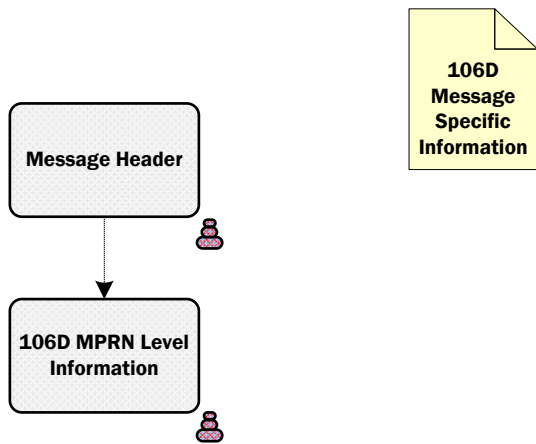 106D
Message
Specific
Information
Message Header
106D MPRN Level
Information